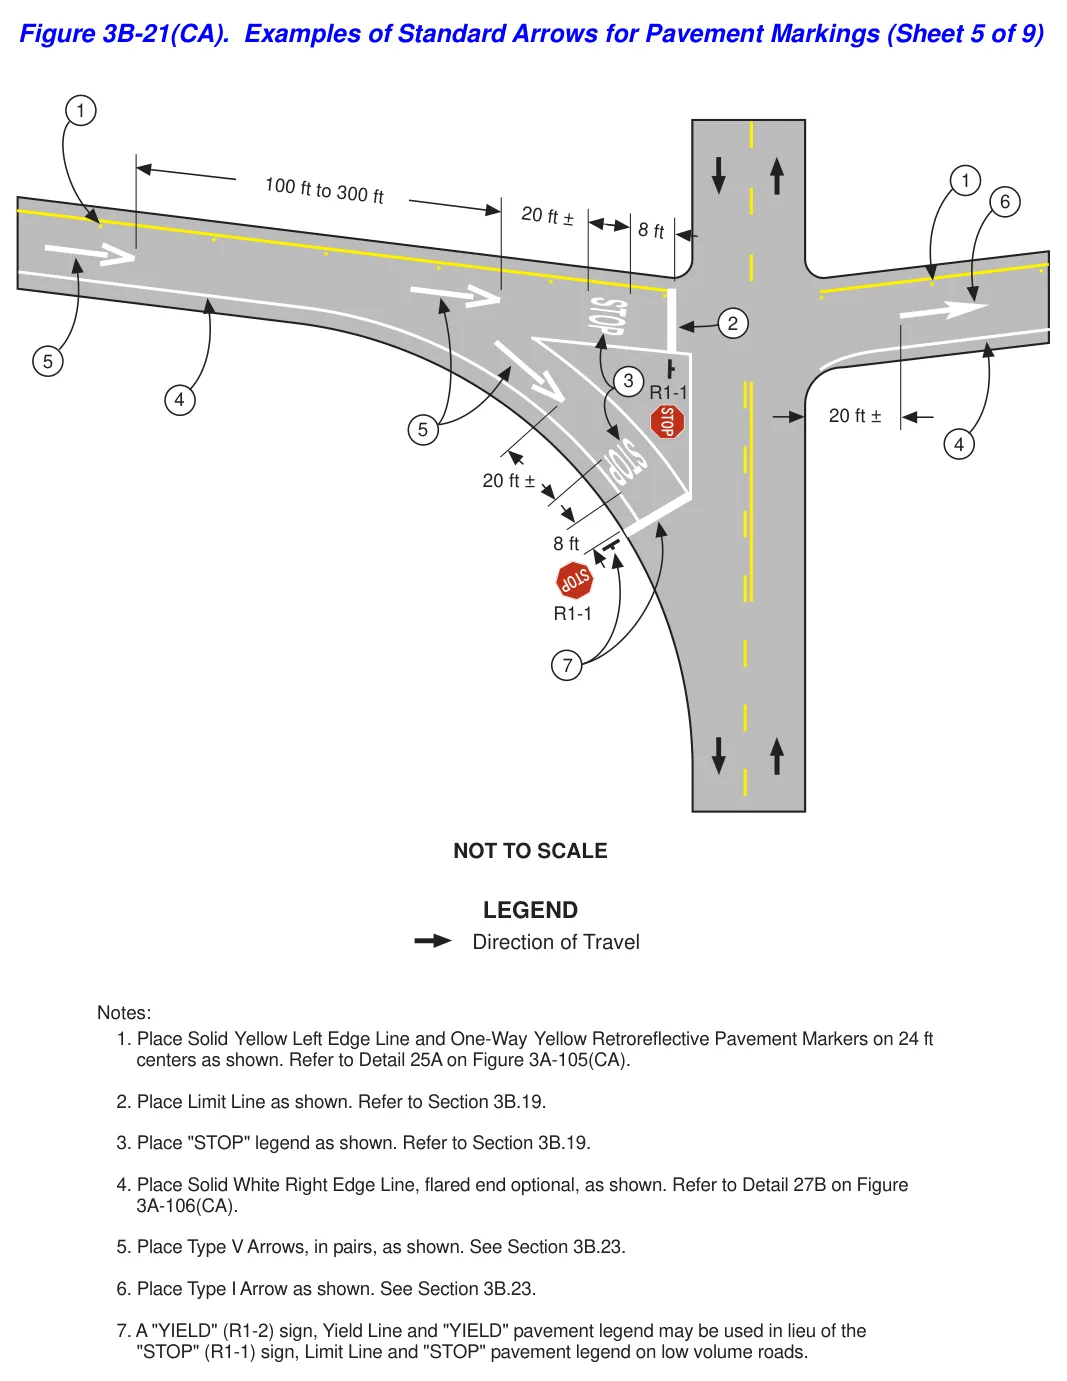 Figure 3B-21(CA).  Examples of Standard Arrows for Pavement Markings (Sheet 5 of 9)
1
100 ft to 300 ft
20 ft ±
8 ft
1
6
STOP
2
5
4
3
R1-1
STOP
5
20 ft ±
4
STOP
20 ft ±
8 ft
STOP
R1-1
7
NOT TO SCALE
LEGEND
Direction of Travel
Notes:
1. Place Solid Yellow Left Edge Line and One-Way Yellow Retroreflective Pavement Markers on 24 ft
centers as shown. Refer to Detail 25A on Figure 3A-105(CA).
2. Place Limit Line as shown. Refer to Section 3B.19.
3. Place "STOP" legend as shown. Refer to Section 3B.19.
4. Place Solid White Right Edge Line, flared end optional, as shown. Refer to Detail 27B on Figure
3A-106(CA).
5. Place Type V Arrows, in pairs, as shown. See Section 3B.23.
6. Place Type I Arrow as shown. See Section 3B.23.
7. A "YIELD" (R1-2) sign, Yield Line and "YIELD" pavement legend may be used in lieu of the
"STOP" (R1-1) sign, Limit Line and "STOP" pavement legend on low volume roads.